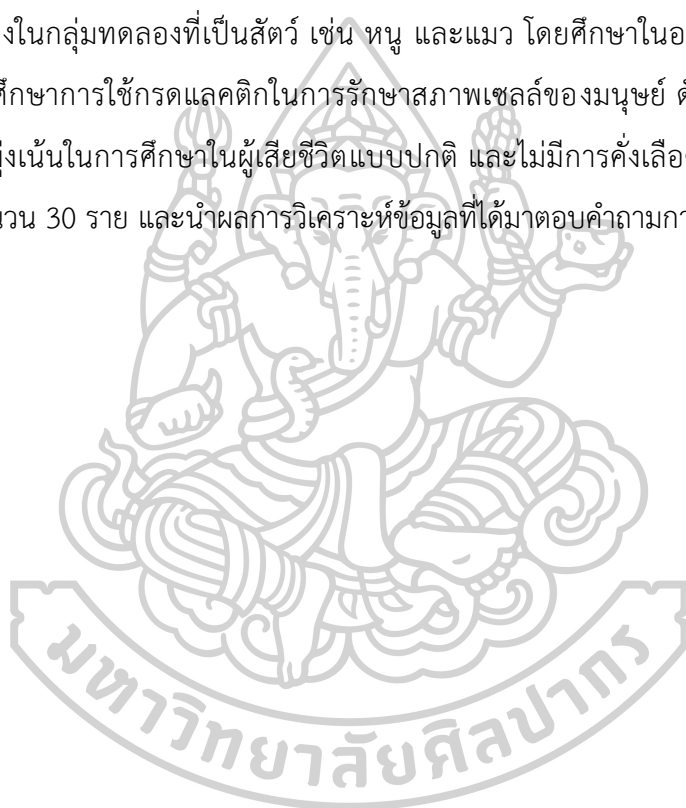 งในกลุ่มทดลองที่เป็นสัตว์ เช่น หนู และแมว โดยศึกษาในอ
ศึกษาการใช้กรดแลคติกในการรักษาสภาพเซลล์ของมนุษย์ ด
มุ่งเน้นในการศึกษาในผู้เสียชีวิตแบบปกติ และไม่มีการคั่งเลือ
นวน 30 ราย และนำผลการวิเคราะห์ข้อมูลที่ได้มาตอบคำถามกา
มหาวิทยาลัยศิลปากร